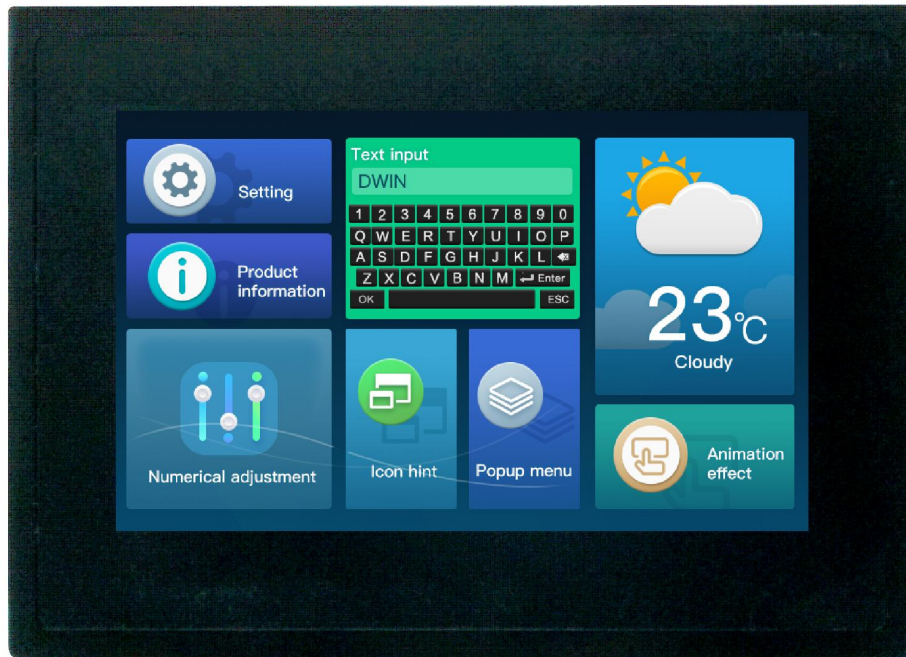 Setting
Product
information
Numerical adjustment
Text input
DWIN
1 2 3 4 5 6 7 8 9 0
Q W E R T Y U I O P
A S D F G H J K L
Z X C V B N M Enter
OK ESC
Icon hint
Popup menu
23℃
Cloudy
Animation
effect